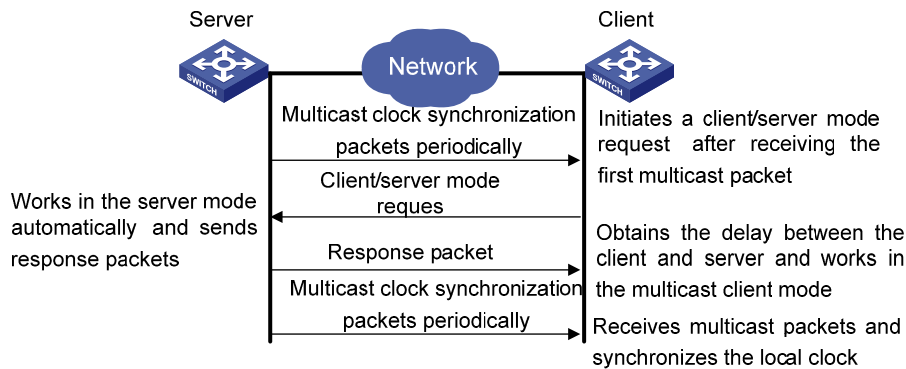 Server
Client
SWITCH
Network
SWITCH
Multicast clock synchronization
packets periodically
Initiates a client/server mode
request after receiving the
first multicast packet
Client/server mode
reques
Works in the server mode
automatically and sends
response packets
Response packet
Obtains the delay between the
client and server and works in
the multicast client mode
Multicast clock synchronization
packets periodically
Receives multicast packets and
synchronizes the local clock